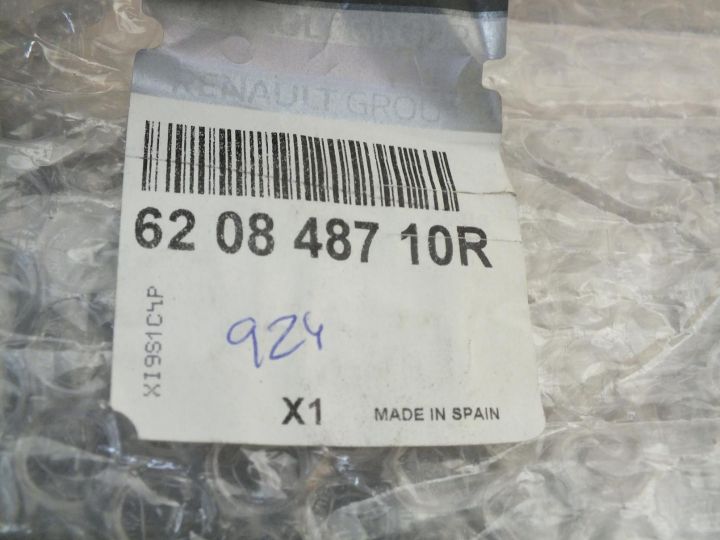 RENAULT GROUP
62 08 487 10R
XI9S1C4P
924
X1 MADE IN SPAIN